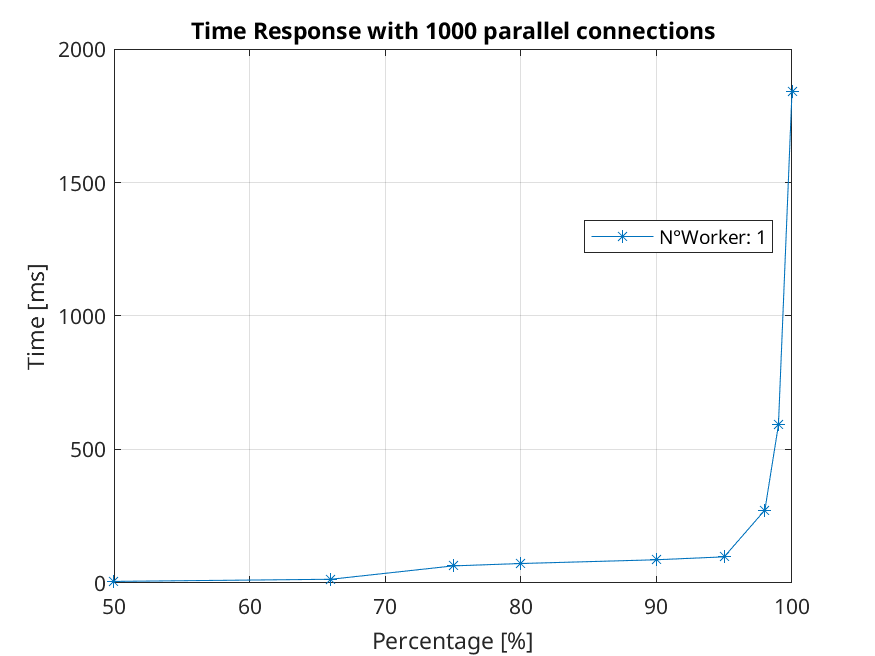 Time Response with 1000 parallel connections
2000
1500
1000
500
0
Time [ms]
N°Worker: 1
50 60 70 80 90 100
Percentage [%]